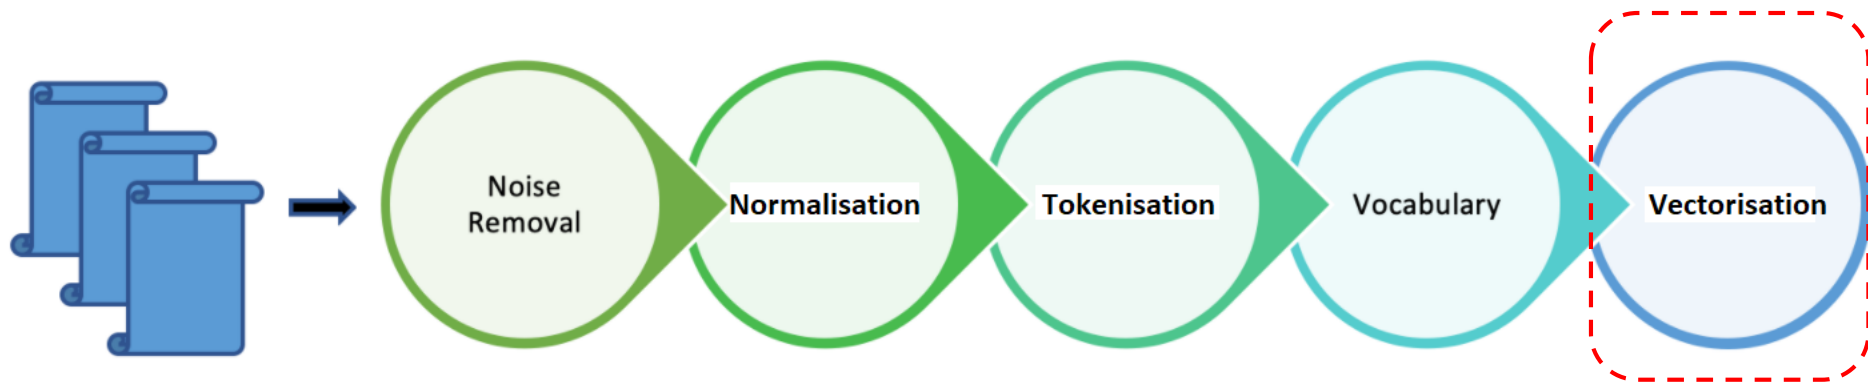 Noise
Removal
Normalisation
Tokenisation
Vocabulary
Vectorisation